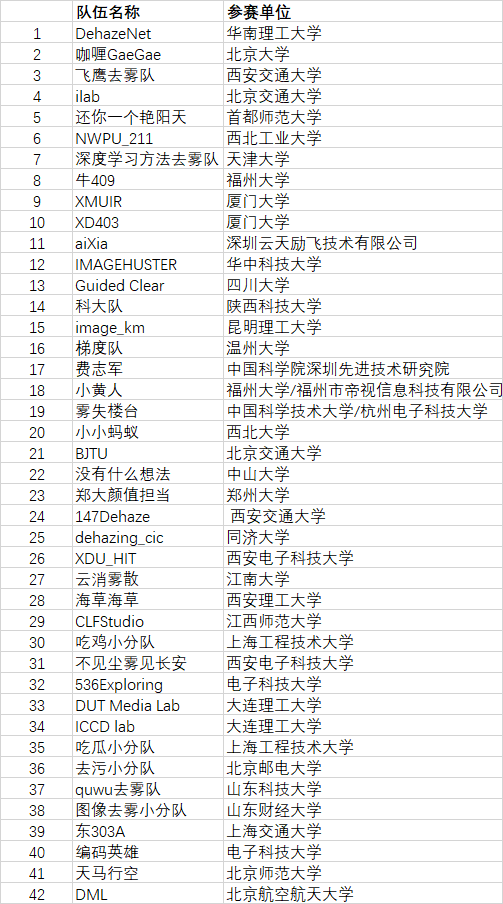 队伍名称 参赛单位
1 DehazeNet 华南理工大学
2 咖喱GaeGae 北京大学
3 飞鹰去雾队 西安交通大学
4 ilab 北京交通大学
5 还你一个艳阳天 首都师范大学
6 NWPU_211 西北工业大学
7 深度学习方法去雾队 天津大学
8 牛409 福州大学
9 XMUIR 厦门大学
10 XD403 厦门大学
11 aiXia 深圳云天励飞技术有限公司
12 IMAGEHUSTER 华中科技大学
13 Guided Clear 四川大学
14 科大队 陕西科技大学
15 image_km 昆明理工大学
16 梯度队 温州大学
17 费志军 中国科学院深圳先进技术研究院
18 小黄人 福州大学/福州市帝视信息科技有限公司
19 雾失楼台 中国科学技术大学/杭州电子科技大学
20 小小蚂蚁 西北大学
21 BJTU 北京交通大学
22 没有什么想法 中山大学
23 郑大颜值担当 郑州大学
24 147Dehaze 西安交通大学
25 dehazing_cic 同济大学
26 XDU_HIT 西安电子科技大学
27 云消雾散 江南大学
28 海草海草 西安理工大学
29 CLFStudio 江西师范大学
30 吃鸡小分队 上海工程技术大学
31 不见尘雾见长安 西安电子科技大学
32 536Exploring 电子科技大学
33 DUT Media Lab 大连理工大学
34 ICCD lab 大连理工大学
35 吃瓜小分队 上海工程技术大学
36 去污小分队 北京邮电大学
37 quwu去雾队 山东科技大学
38 图像去雾小分队 山东财经大学
39 东303A 上海交通大学
40 编码英雄 电子科技大学
41 天马行空 北京师范大学
42 DML 北京航空航天大学